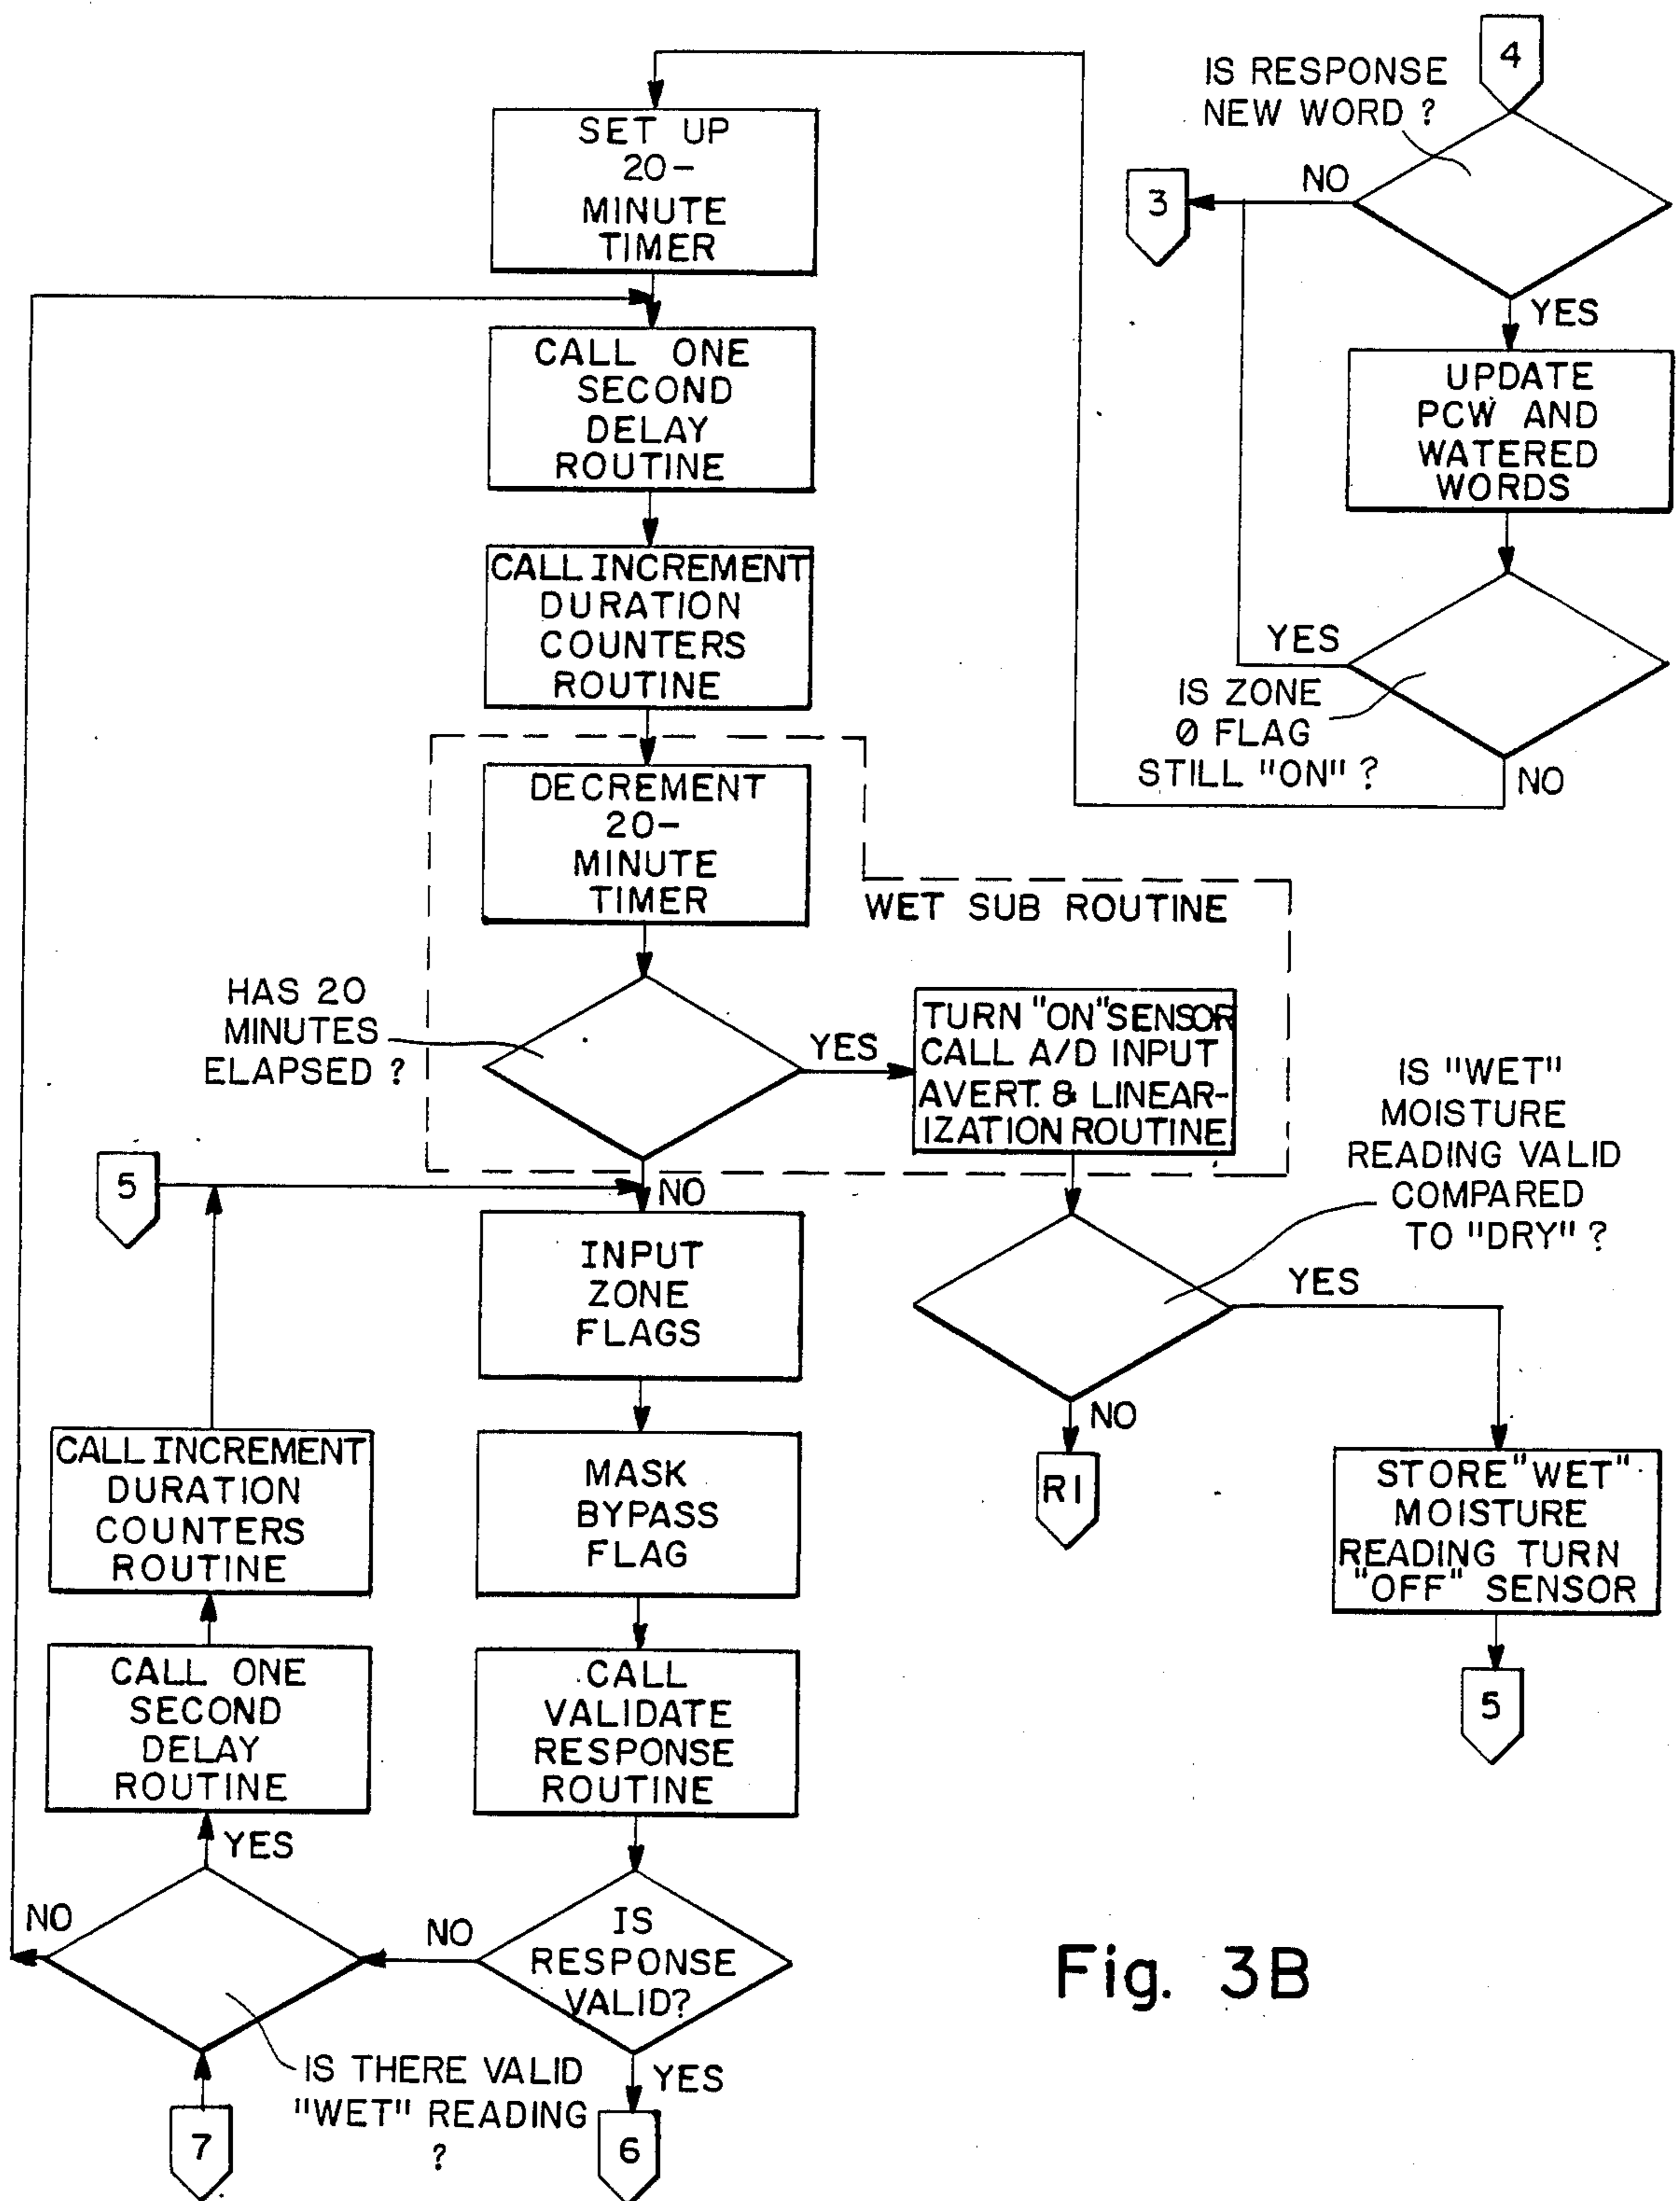 4
IS RESPONSE
NEW WORD ?
NO
3
YES
UPDATE
PCW AND
WATERED
WORDS
YES
IS ZONE
0 FLAG
STILL "ON" ?
NO
SET UP
20-
MINUTE
TIMER
CALL ONE
SECOND
DELAY
ROUTINE
CALL INCREMENT
DURATION
COUNTERS
ROUTINE
DECREMENT
20-
MINUTE
TIMER
WET SUB ROUTINE
HAS 20
MINUTES
ELAPSED ?
YES
TURN "ON" SENSOR
CALL A/D INPUT
AVERT. & LINEAR-
IZATION ROUTINE
IS "WET"
MOISTURE
READING VALID
COMPARED
TO "DRY" ?
YES
NO
R1
STORE "WET"
MOISTURE
READING TURN
"OFF" SENSOR
5
5
NO
INPUT
ZONE
FLAGS
MASK
BYPASS
FLAG
CALL
VALIDATE
RESPONSE
ROUTINE
IS
RESPONSE
VALID?
NO
YES
6
CALL INCREMENT
DURATION
COUNTERS
ROUTINE
CALL ONE
SECOND
DELAY
ROUTINE
YES
NO
IS THERE VALID
"WET" READING
?
7
Fig. 3B